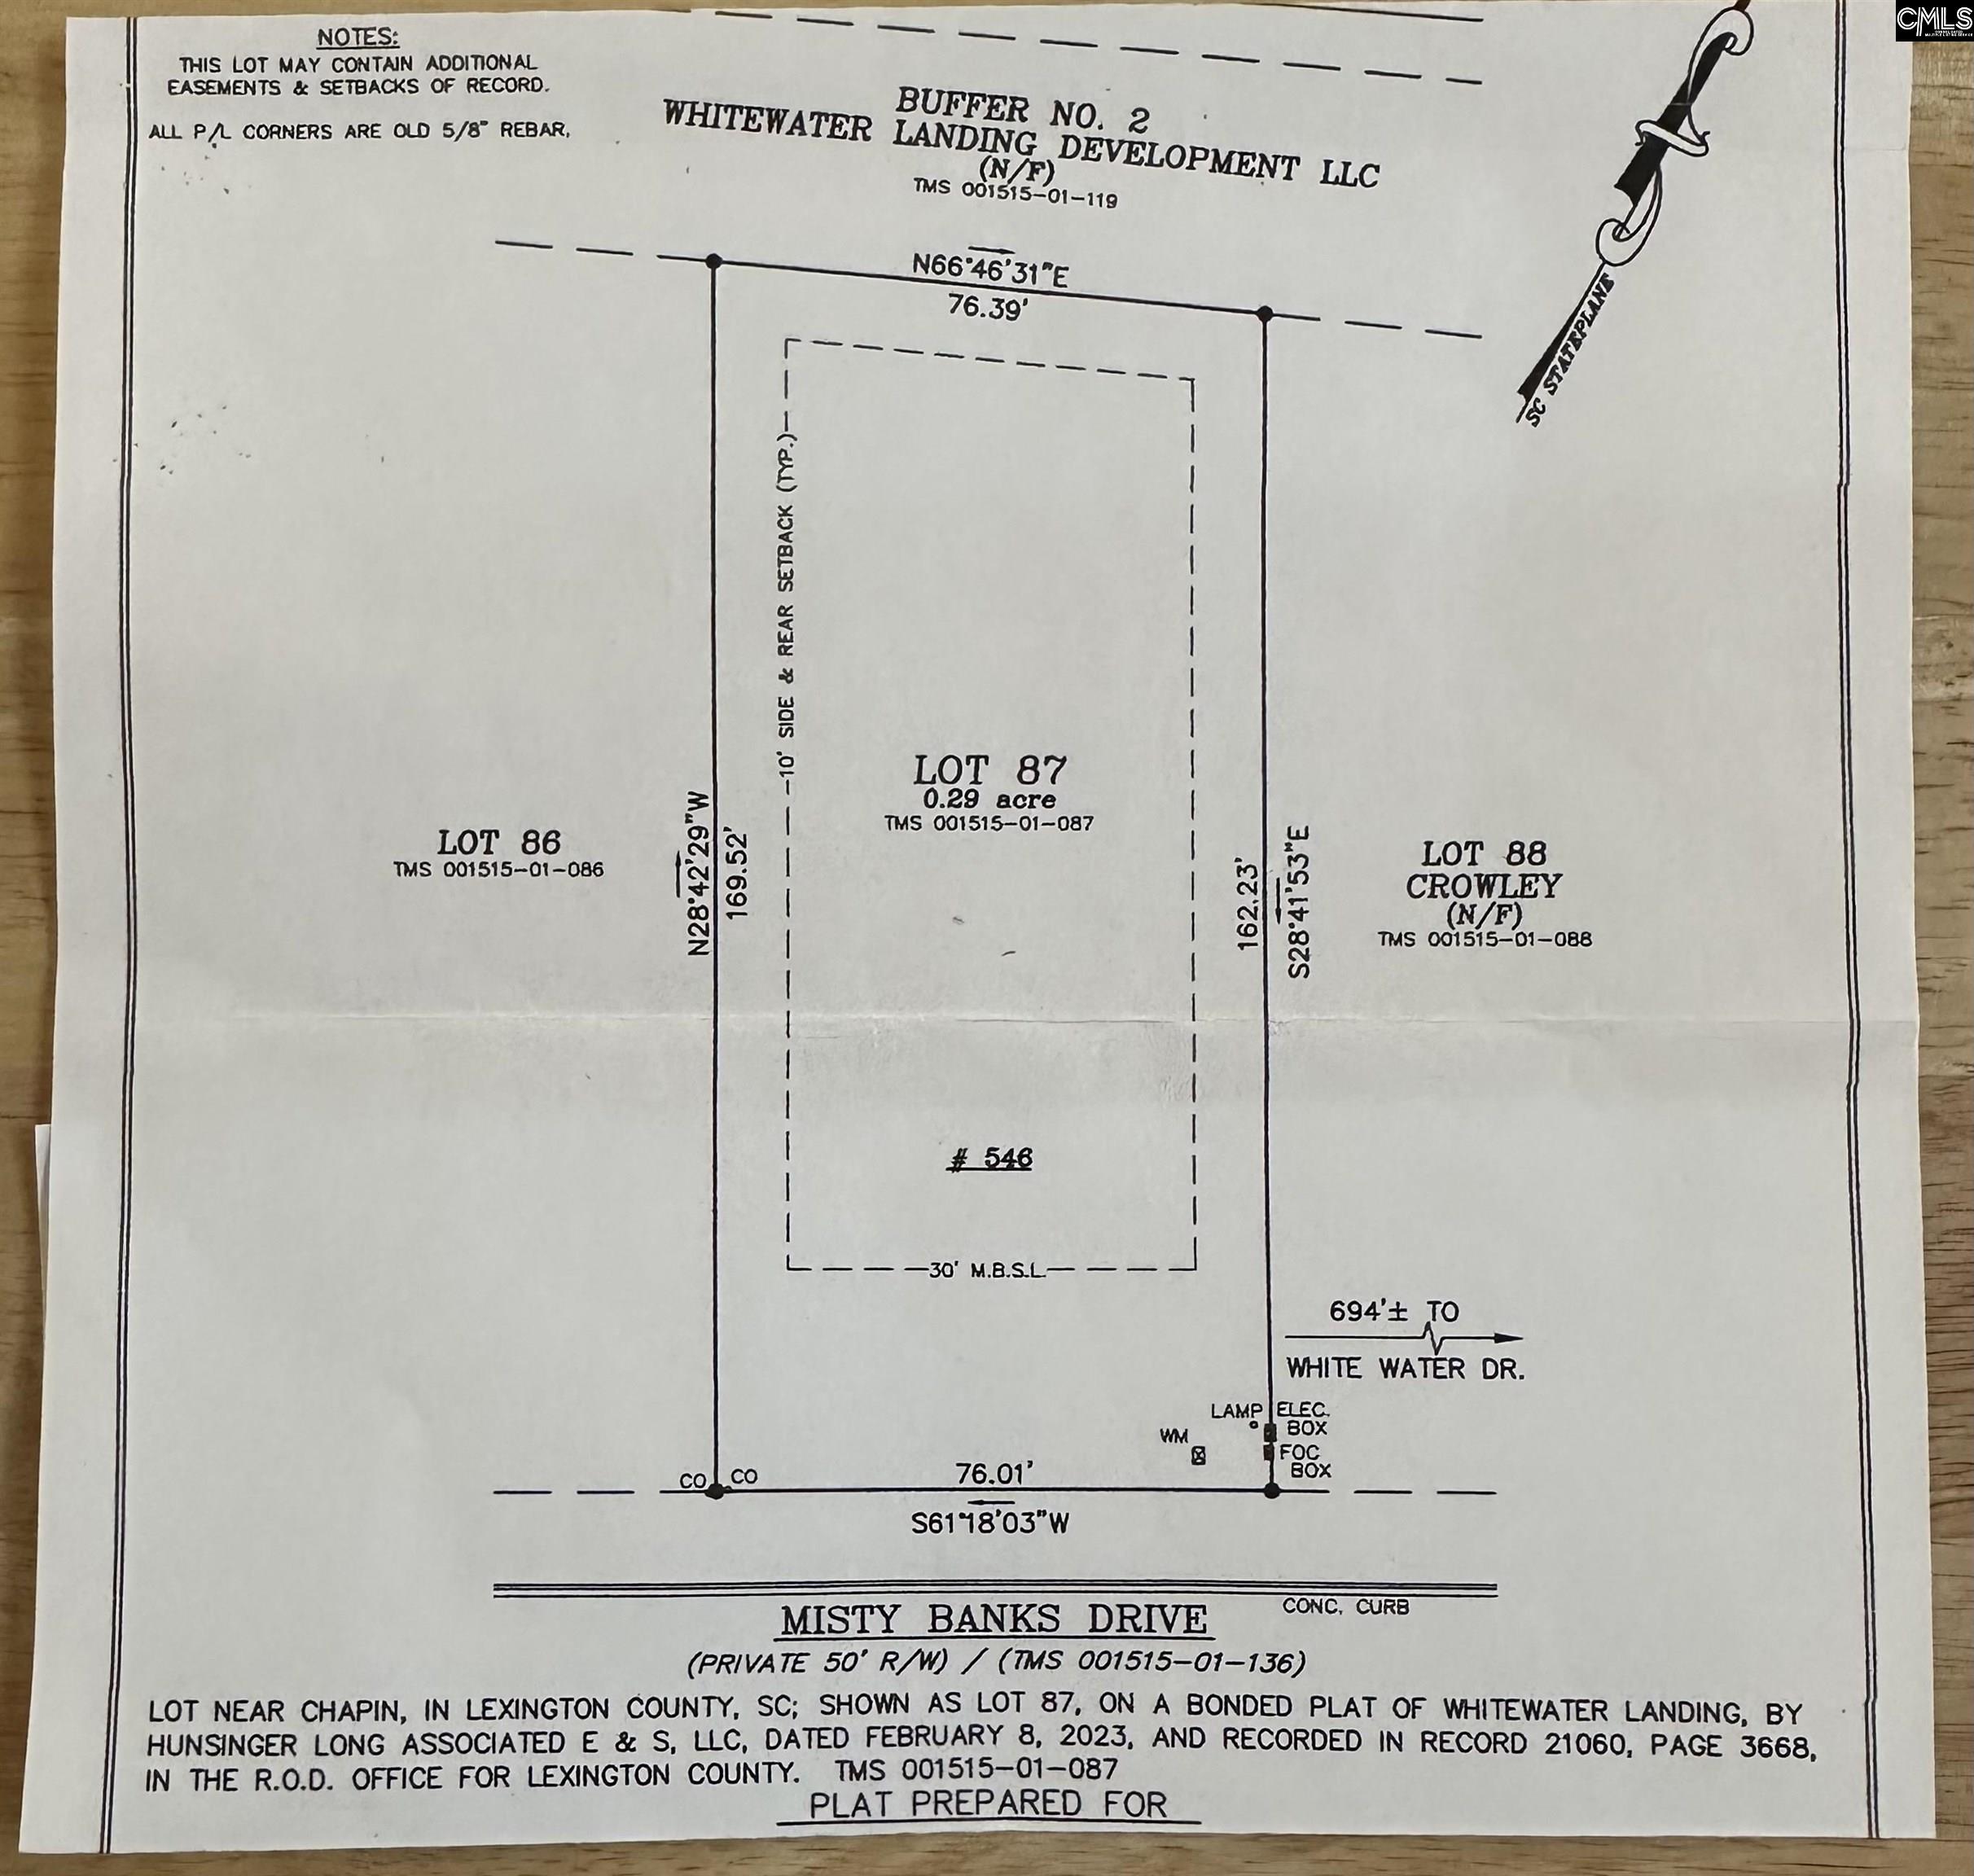 CMLS
NOTES:
THIS LOT MAY CONTAIN ADDITIONAL
EASEMENTS & SETBACKS OF RECORD.
ALL P/L CORNERS ARE OLD 5/8" REBAR.
BUFFER NO. 2
WHITEWATER LANDING DEVELOPMENT LLC
(N/F)
TMS 001515-01-119
SC STATEPLANE
N66°46'31"E
76.39'
10' SIDE & REAR SETBACK (TYP.)
LOT 87
0.29 acre
TMS 001515-01-087
LOT 86
TMS 001515-01-086
N28°42'29"W
169.52'
162.23'
S28°41'53"E
LOT 88
CROWLEY
(N/F)
TMS 001515-01-088
# 546
30' M.B.S.L.
694'± TO
WHITE WATER DR.
LAMP
ELEC.
BOX
WM
FOC
BOX
CO
CO
76.01'
S61°18'03"W
CONC. CURB
MISTY BANKS DRIVE
(PRIVATE 50' R/W) / (TMS 001515-01-136)
LOT NEAR CHAPIN, IN LEXINGTON COUNTY, SC; SHOWN AS LOT 87, ON A BONDED PLAT OF WHITEWATER LANDING, BY
HUNSINGER LONG ASSOCIATED E & S, LLC, DATED FEBRUARY 8, 2023, AND RECORDED IN RECORD 21060, PAGE 3668,
IN THE R.O.D. OFFICE FOR LEXINGTON COUNTY. TMS 001515-01-087
PLAT PREPARED FOR